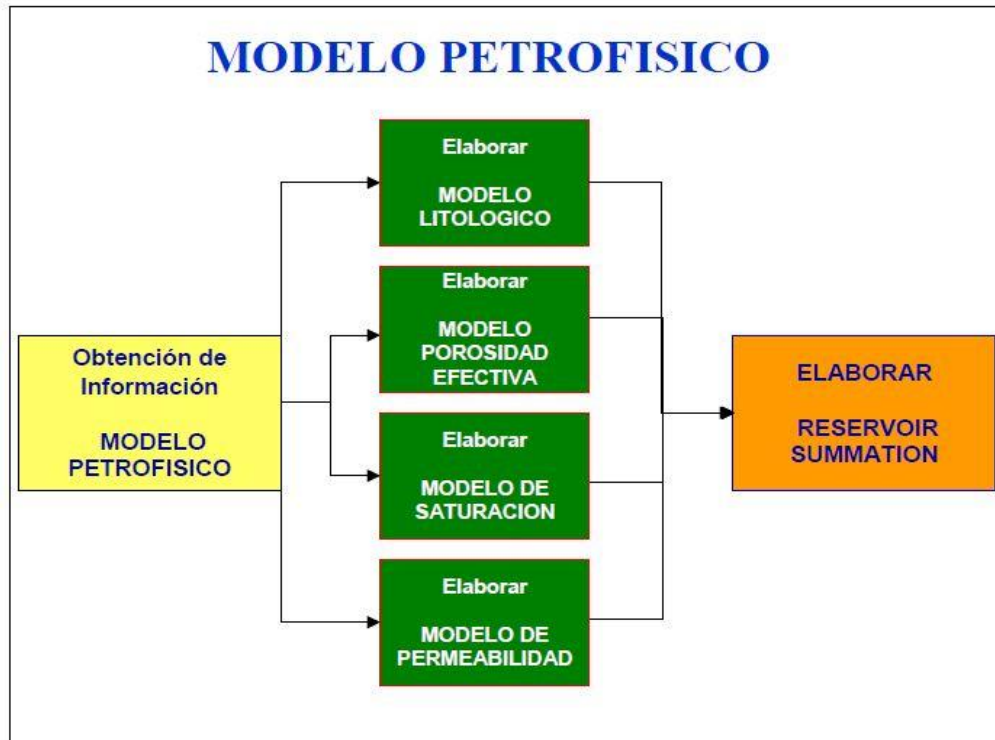 MODELO PETROFISICO
Obtención de
Información
MODELO
PETROFISICO
Elaborar
MODELO
LITOLOGICO
Elaborar
MODELO
POROSIDAD
EFECTIVA
Elaborar
MODELO DE
SATURACION
Elaborar
MODELO DE
PERMEABILIDAD
ELABORAR
RESERVOIR
SUMMATION